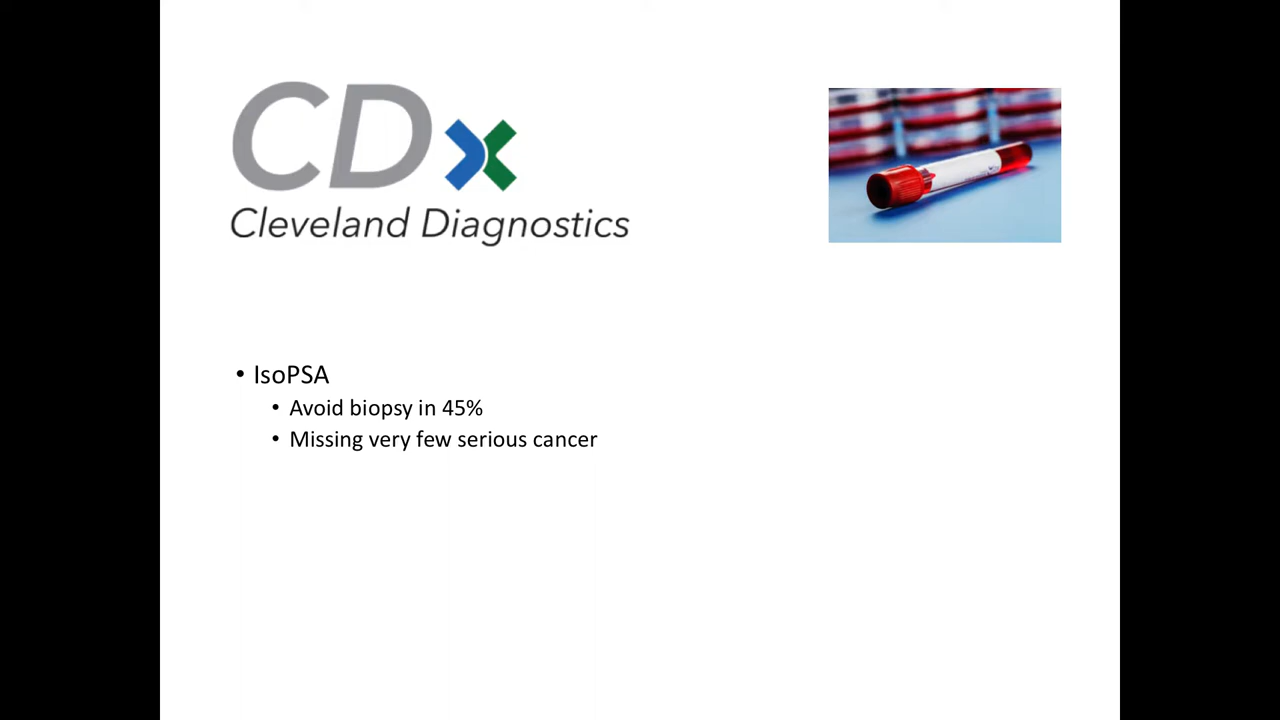 CDx
Cleveland Diagnostics
• IsoPSA
• Avoid biopsy in 45%
• Missing very few serious cancer